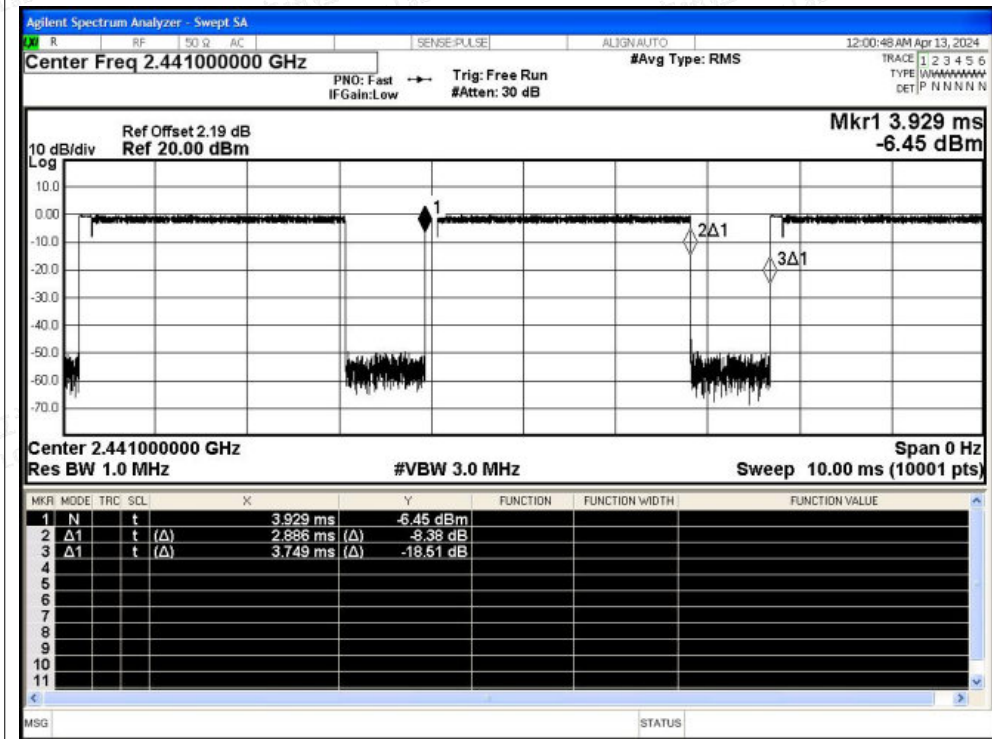 Agilent Spectrum Analyzer - Swept SA
LXI R RF 50 Ω AC SENSE:PULSE ALIGNAUTO 12:00:48 AM Apr 13, 2024
Center Freq 2.441000000 GHz #Avg Type: RMS TRACE 1 2 3 4 5 6
PNO: Fast Trig: Free Run TYPE WWWWWW
IFGain:Low #Atten: 30 dB DET P N N N N N
Mkr1 3.929 ms
Ref Offset 2.19 dB
10 dB/div Ref 20.00 dBm -6.45 dBm
Log
10.0
0.00
-10.0
-20.0
-30.0
-40.0
-50.0
-60.0
-70.0
1
2Δ1
3Δ1
Center 2.441000000 GHz Span 0 Hz
Res BW 1.0 MHz #VBW 3.0 MHz Sweep 10.00 ms (10001 pts)
MKR MODE TRC SCL X Y FUNCTION FUNCTION WIDTH FUNCTION VALUE
1 N t 3.929 ms -6.45 dBm
2 Δ1 t (Δ) 2.886 ms (Δ) -8.38 dB
3 Δ1 t (Δ) 3.749 ms (Δ) -18.51 dB
4
5
6
7
8
9
10
11
MSG STATUS